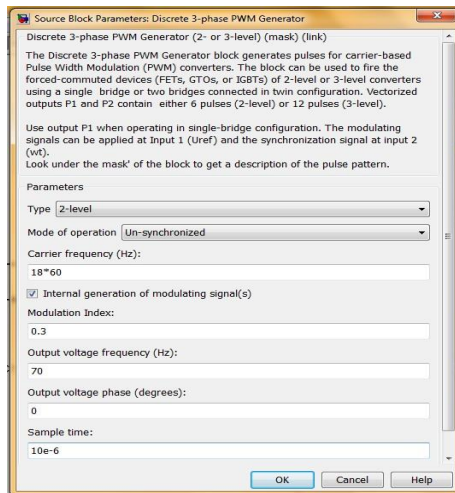 Source Block Parameters: Discrete 3-phase PWM Generator
Discrete 3-phase PWM Generator (2- or 3-level) (mask) (link)
The Discrete 3-phase PWM Generator block generates pulses for carrier-based
Pulse Width Modulation (PWM) converters. The block can be used to fire the
forced-commuted devices (FETs, GTOs, or IGBTs) of 2-level or 3-level converters
using a single bridge or two bridges connected in twin configuration. Vectorized
outputs P1 and P2 contain either 6 pulses (2-level) or 12 pulses (3-level).
Use output P1 when operating in single-bridge configuration. The modulating
signals can be applied at Input 1 (Uref) and the synchronization signal at input 2
(wt).
Look under the mask' of the block to get a description of the pulse pattern.
Parameters
Type 2-level
Mode of operation Un-synchronized
Carrier frequency (Hz):
18*60
Internal generation of modulating signal(s)
Modulation Index:
0.3
Output voltage frequency (Hz):
70
Output voltage phase (degrees):
0
Sample time:
10e-6
OK Cancel Help